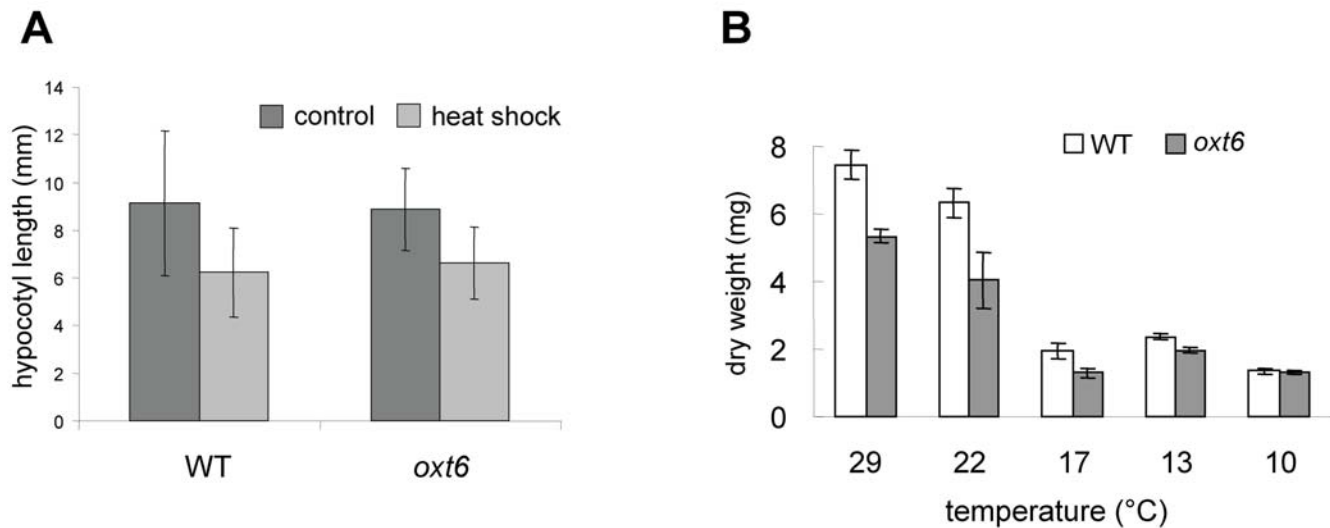 A
hypocotyl length (mm)
14
12
10
8
6
4
2
0
control heat shock
WT oxt6
B
dry weight (mg)
8
6
4
2
0
WT oxt6
29 22 17 13 10
temperature (°C)